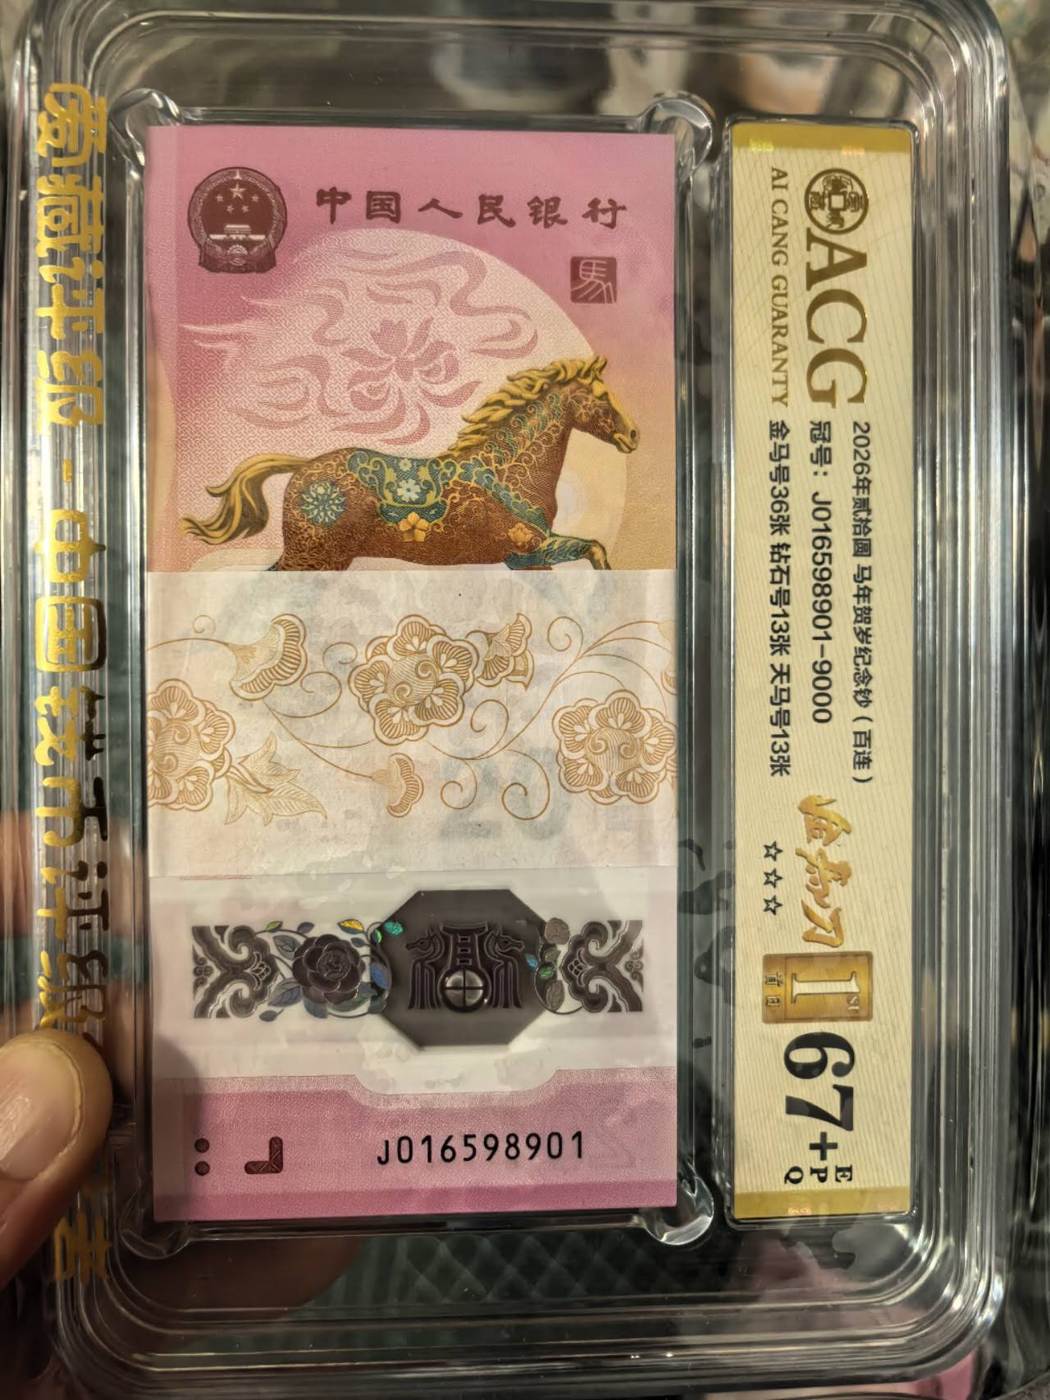 爱藏评级-中国钱币评级
中国人民银行
馬
J016598901
ACG
AI CANG GUARANTY
2026年贰拾圆 马年贺岁纪念钞（百连）
冠号：J016598901-9000
金马号36张 钻石号13张 天马号13张
☆☆☆
1ST
首日
67+
E
P
Q